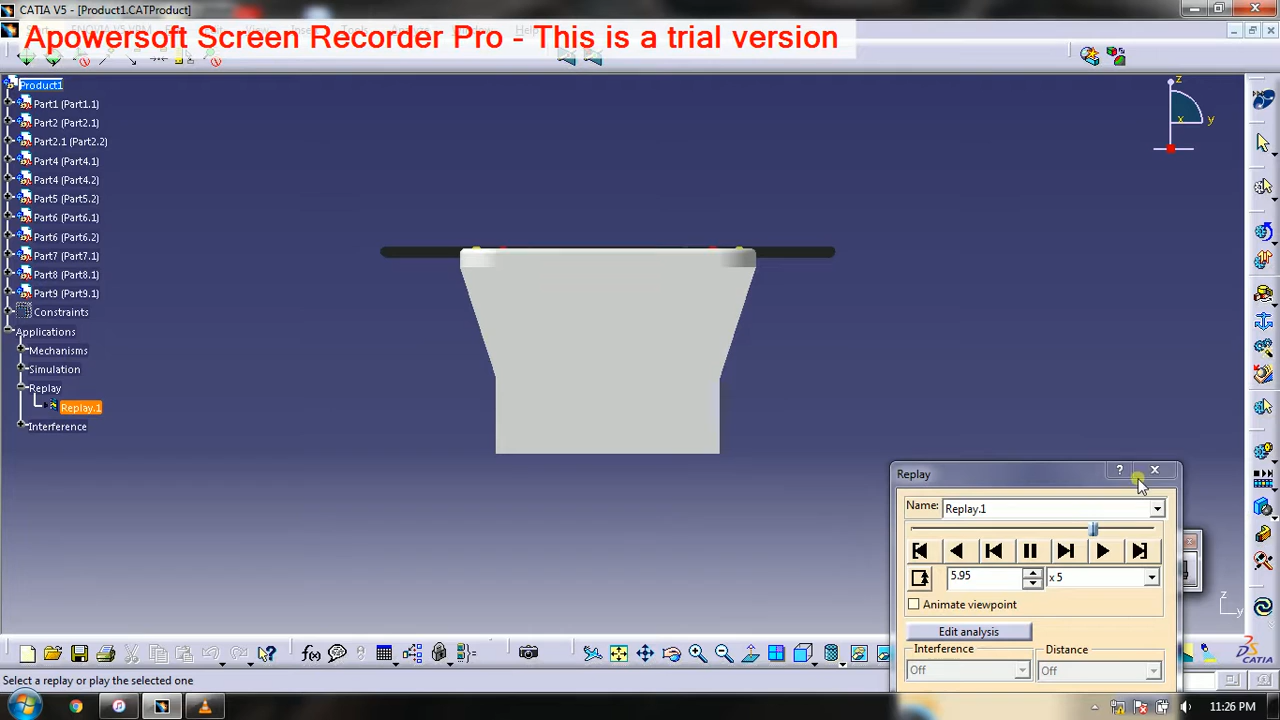 CATIA V5 - [Product1.CATProduct]
Apowersoft Screen Recorder Pro - This is a trial version
Product1
Part1 (Part1.1)
Part2 (Part2.1)
Part2.1 (Part2.2)
Part4 (Part4.1)
Part4 (Part4.2)
Part5 (Part5.2)
Part6 (Part6.1)
Part6 (Part6.2)
Part7 (Part7.1)
Part8 (Part8.1)
Part9 (Part9.1)
Constraints
Applications
Mechanisms
Simulation
Replay
Replay.1
Interference
z
x
y
Replay
Name: Replay.1
5.95
x 5
Animate viewpoint
Edit analysis
Interference
Distance
Off
Off
z
y
f(x)
CATIA
Select a replay or play the selected one
11:26 PM